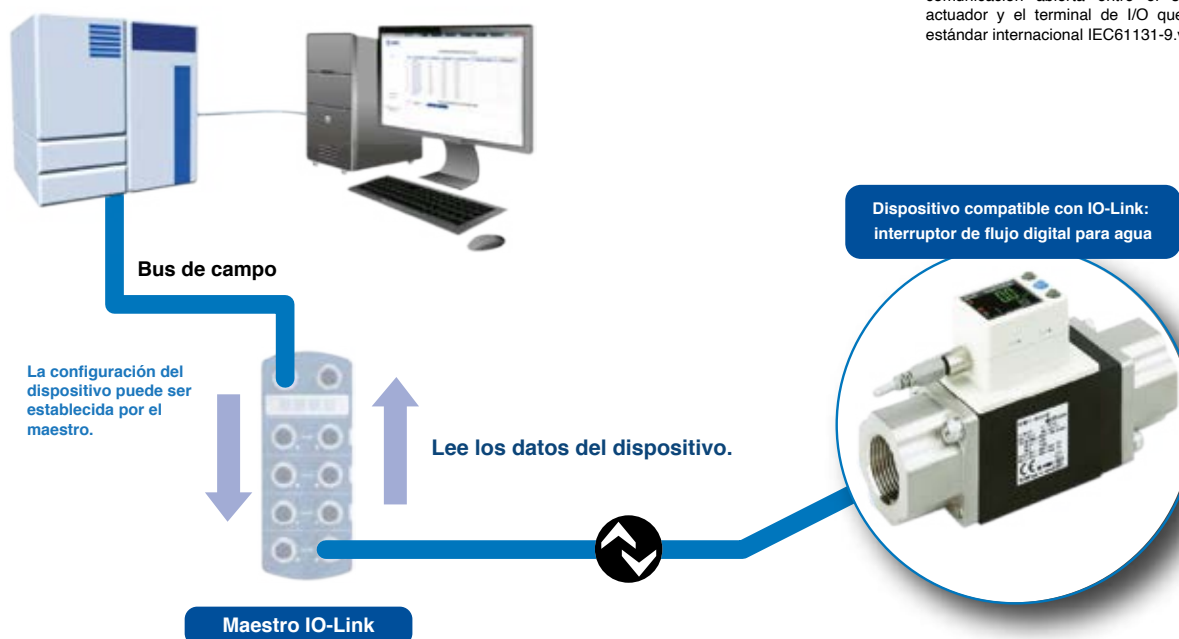 actuador y el terminal de I/O que
estándar internacional IEC61131-9.
Dispositivo compatible con IO-Link:
interruptor de flujo digital para agua
Bus de campo
La configuración del
dispositivo puede ser
establecida por el
maestro.
Lee los datos del dispositivo.
Maestro IO-Link